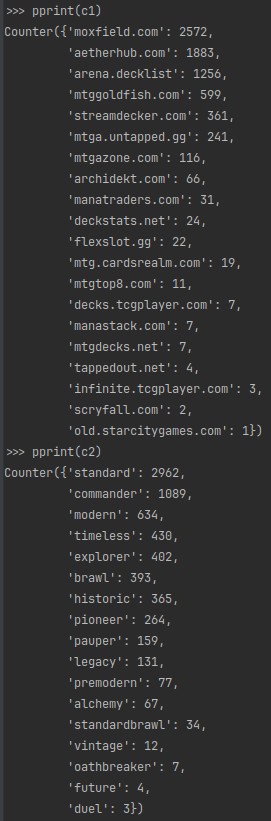 >>> pprint(c1)
Counter({'moxfield.com': 2572,
         'aetherhub.com': 1883,
         'arena.decklist': 1256,
         'mtggoldfish.com': 599,
         'streamdecker.com': 361,
         'mtga.untapped.gg': 241,
         'mtgazone.com': 116,
         'archidekt.com': 66,
         'manatraders.com': 31,
         'deckstats.net': 24,
         'flexslot.gg': 22,
         'mtg.cardsrealm.com': 19,
         'mtgtop8.com': 11,
         'decks.tcgplayer.com': 7,
         'manastack.com': 7,
         'mtgdecks.net': 7,
         'tappedout.net': 4,
         'infinite.tcgplayer.com': 3,
         'scryfall.com': 2,
         'old.starcitygames.com': 1})
>>> pprint(c2)
Counter({'standard': 2962,
         'commander': 1089,
         'modern': 634,
         'timeless': 430,
         'explorer': 402,
         'brawl': 393,
         'historic': 365,
         'pioneer': 264,
         'pauper': 159,
         'legacy': 131,
         'premodern': 77,
         'alchemy': 67,
         'standardbrawl': 34,
         'vintage': 12,
         'oathbreaker': 7,
         'future': 4,
         'duel': 3})